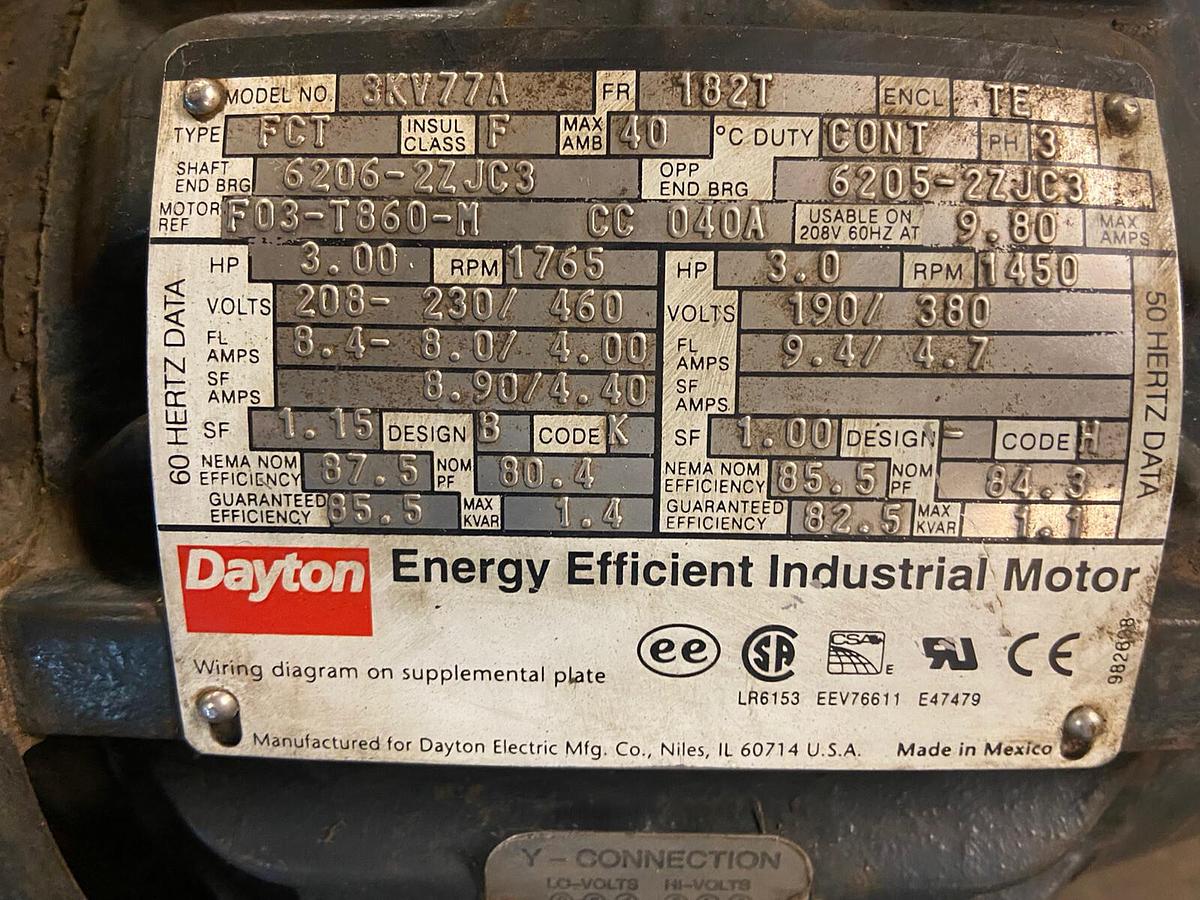 MODEL NO. 3KV77A FR 182T ENCL TE
TYPE FCT INSUL CLASS F MAX AMB 40 °C DUTY CONT PH 3
SHAFT END BRG 6206-2ZJC3 OPP END BRG 6205-2ZJC3
MOTOR REF F03-T860-M CC 040A USABLE ON 208V 60HZ AT 9.80 MAX AMPS
60 HERTZ DATA
HP 3.00 RPM 1765
VOLTS 208- 230/ 460
FL AMPS 8.4- 8.0/ 4.00
SF AMPS 8.90/4.40
SF 1.15 DESIGN B CODE K
NEMA NOM EFFICIENCY 87.5 NOM PF 80.4
GUARANTEED EFFICIENCY 85.5 MAX KVAR 1.4
HP 3.0 RPM 1450
VOLTS 190/ 380
FL AMPS 9.4/ 4.7
SF AMPS
SF 1.00 DESIGN - CODE H
NEMA NOM EFFICIENCY 85.5 NOM PF 84.3
GUARANTEED EFFICIENCY 82.5 MAX KVAR 1.1
50 HERTZ DATA
Dayton Energy Efficient Industrial Motor
ee SA CSA E UR CE
LR6153 EEV76611 E47479
Wiring diagram on supplemental plate
Manufactured for Dayton Electric Mfg. Co., Niles, IL 60714 U.S.A. Made in Mexico
Y - CONNECTION
LO-VOLTS HI-VOLTS